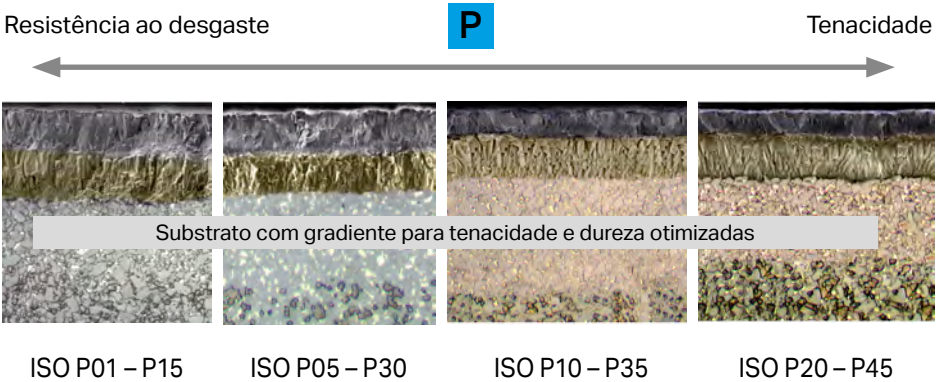 Resistência ao desgaste
P
Tenacidade
Substrato com gradiente para tenacidade e dureza otimizadas
ISO P01 – P15
ISO P05 – P30
ISO P10 – P35
ISO P20 – P45